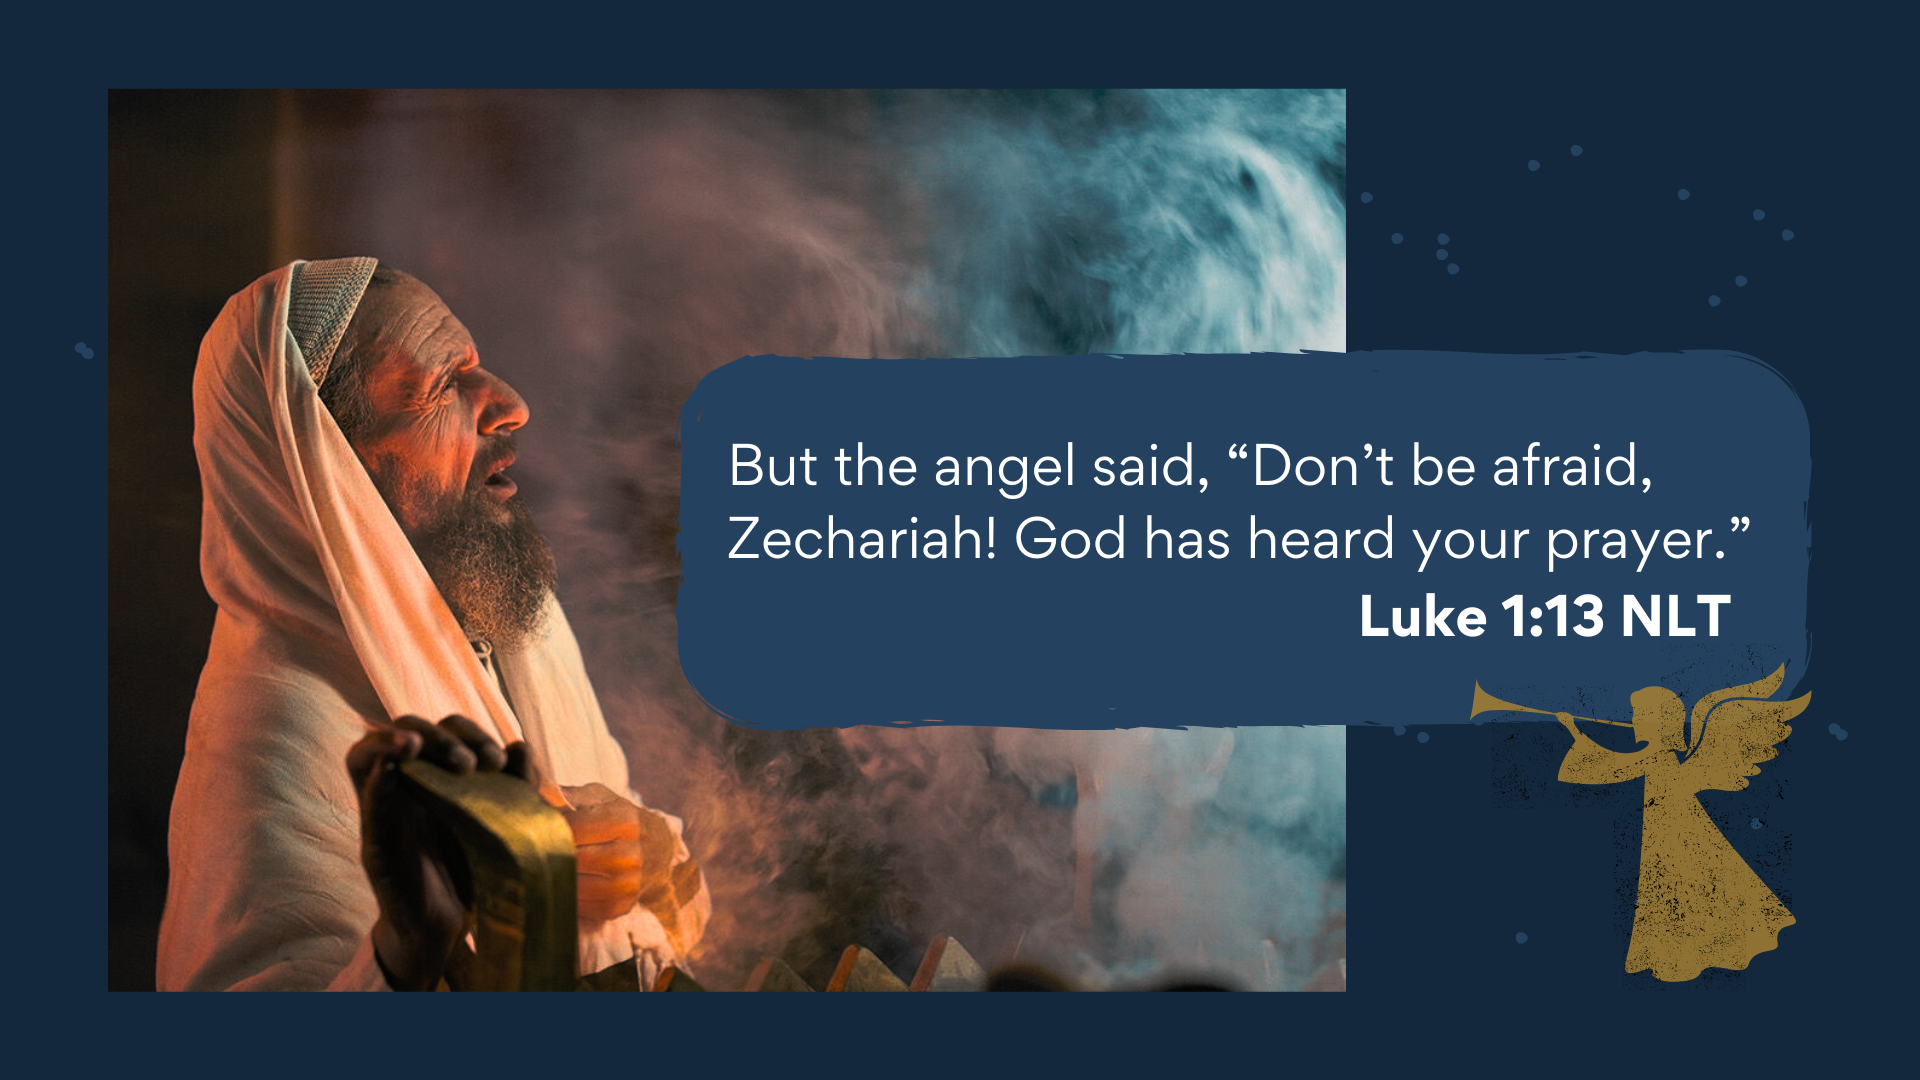 But the angel said, “Don’t be afraid,
Zechariah! God has heard your prayer.”
Luke 1:13 NLT